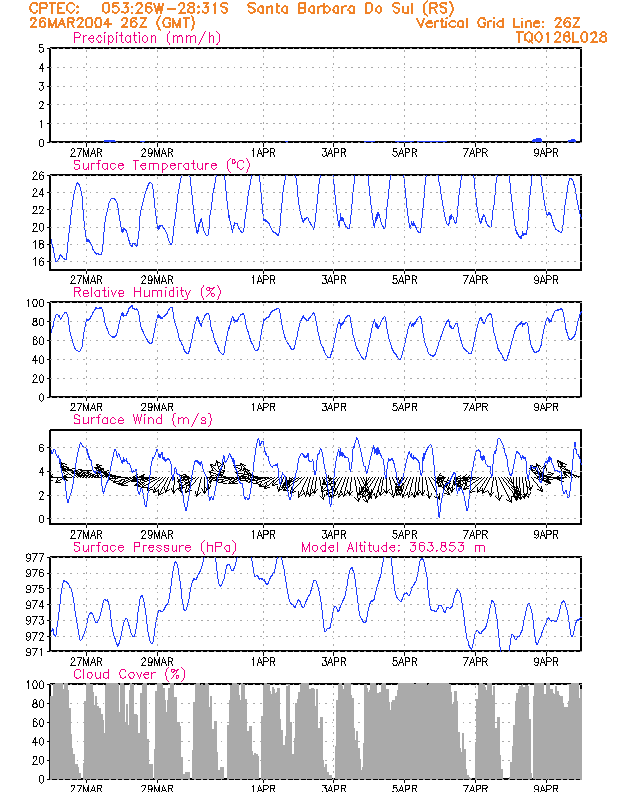 CPTEC: 053:26W-28:31S Santa Barbara Do Sul (RS)
26MAR2004 26Z (GMT) Vertical Grid Line: 26Z
Precipitation (mm/h) TQ0126L028
5
4
3
2
1
0
27MAR 29MAR 1APR 3APR 5APR 7APR 9APR
Surface Temperature (°C)
26
24
22
20
18
16
27MAR 29MAR 1APR 3APR 5APR 7APR 9APR
Relative Humidity (%)
100
80
60
40
20
0
27MAR 29MAR 1APR 3APR 5APR 7APR 9APR
Surface Wind (m/s)
6
4
2
0
27MAR 29MAR 1APR 3APR 5APR 7APR 9APR
Surface Pressure (hPa) Model Altitude: 363.853 m
977
976
975
974
973
972
971
27MAR 29MAR 1APR 3APR 5APR 7APR 9APR
Cloud Cover (%)
100
80
60
40
20
0
27MAR 29MAR 1APR 3APR 5APR 7APR 9APR